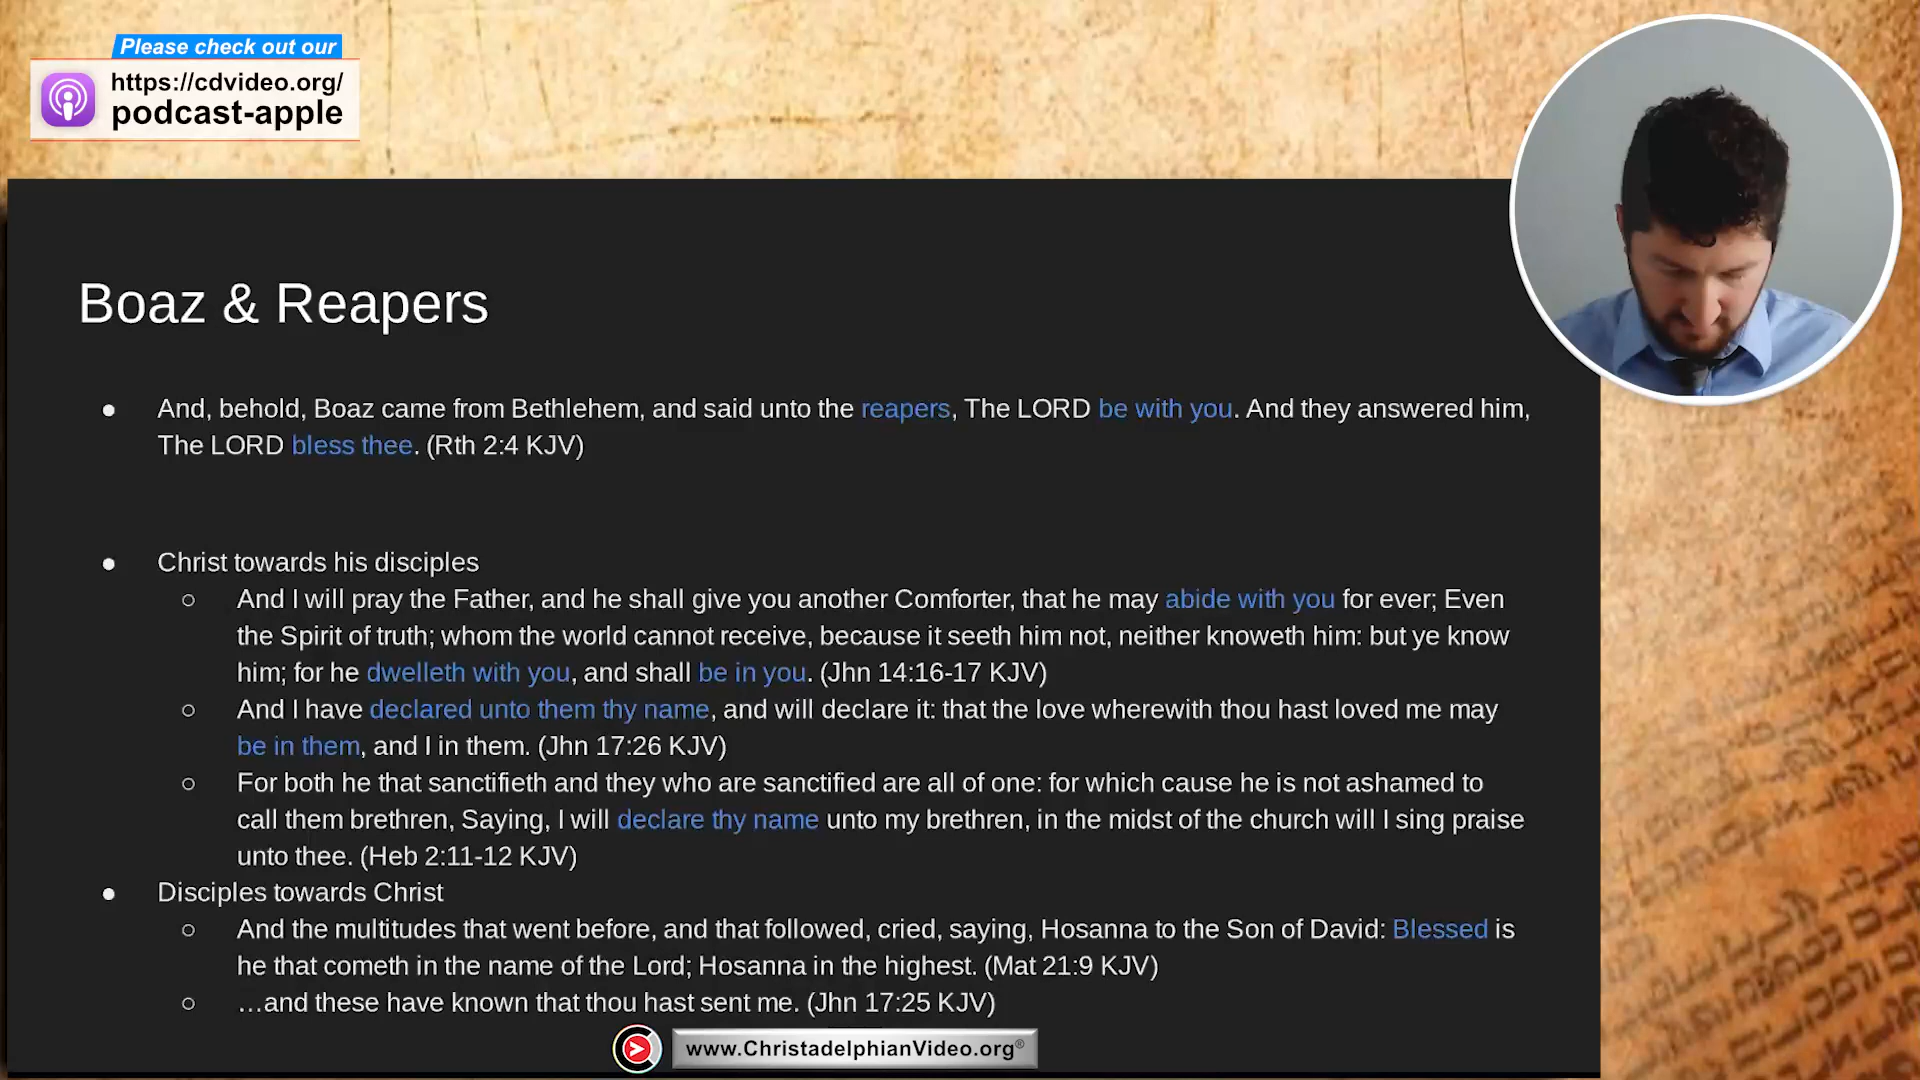 Please check out our
https://cdvideo.org/
podcast-apple
Boaz & Reapers
● And, behold, Boaz came from Bethlehem, and said unto the reapers, The LORD be with you. And they answered him,
The LORD bless thee. (Rth 2:4 KJV)
● Christ towards his disciples
○ And I will pray the Father, and he shall give you another Comforter, that he may abide with you for ever; Even
the Spirit of truth; whom the world cannot receive, because it seeth him not, neither knoweth him: but ye know
him; for he dwelleth with you, and shall be in you. (Jhn 14:16-17 KJV)
○ And I have declared unto them thy name, and will declare it: that the love wherewith thou hast loved me may
be in them, and I in them. (Jhn 17:26 KJV)
○ For both he that sanctifieth and they who are sanctified are all of one: for which cause he is not ashamed to
call them brethren, Saying, I will declare thy name unto my brethren, in the midst of the church will I sing praise
unto thee. (Heb 2:11-12 KJV)
● Disciples towards Christ
○ And the multitudes that went before, and that followed, cried, saying, Hosanna to the Son of David: Blessed is
he that cometh in the name of the Lord; Hosanna in the highest. (Mat 21:9 KJV)
○ …and these have known that thou hast sent me. (Jhn 17:25 KJV)
www.ChristadelphianVideo.org®